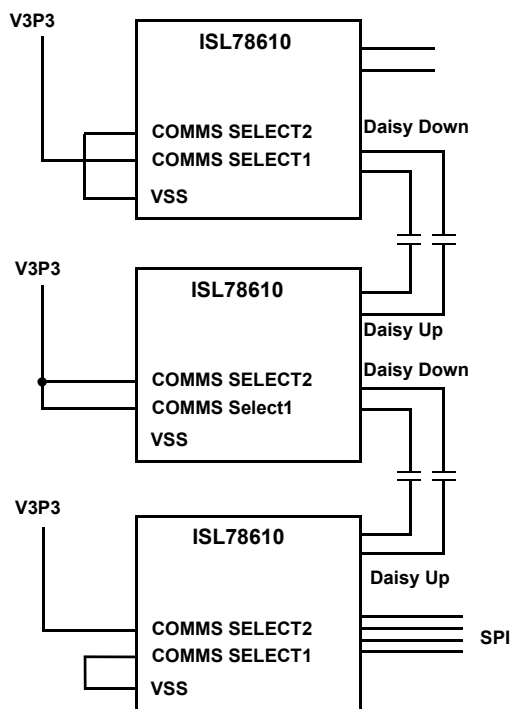 V3P3
ISL78610
COMMS SELECT2
COMMS SELECT1
VSS
Daisy Down
V3P3
ISL78610
Daisy Up
Daisy Down
COMMS SELECT2
COMMS Select1
VSS
V3P3
ISL78610
Daisy Up
COMMS SELECT2
COMMS SELECT1
VSS
SPI